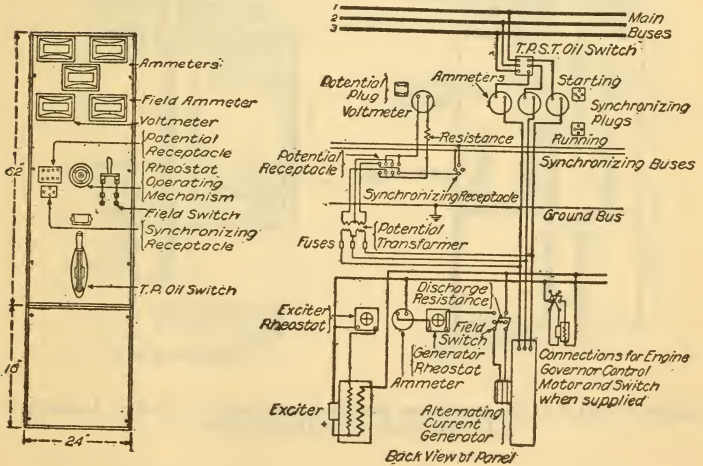 62"
18"
24"
Ammeters
Field Ammeter
Voltmeter
Potential
Receptacle
Rheostat
Operating
Mechanism
Field Switch
Synchronizing
Receptacle
T.P. Oil Switch
1
2
3
Main
Buses
T.P.S.T. Oil Switch
Potential
Plug
Voltmeter
Ammeters
Starting
Synchronizing
Plugs
Running
Resistance
Potential
Receptacle
Synchronizing Buses
Synchronizing Receptacle
Ground Bus
Fuses
Potential
Transformer
Discharge
Resistance
Exciter
Rheostat
Field
Switch
Generator
Rheostat
Ammeter
Connections for Engine
Governor Control
Motor and Switch
when supplied
Exciter
+
Alternating
Current
Generator
Back View of Panel